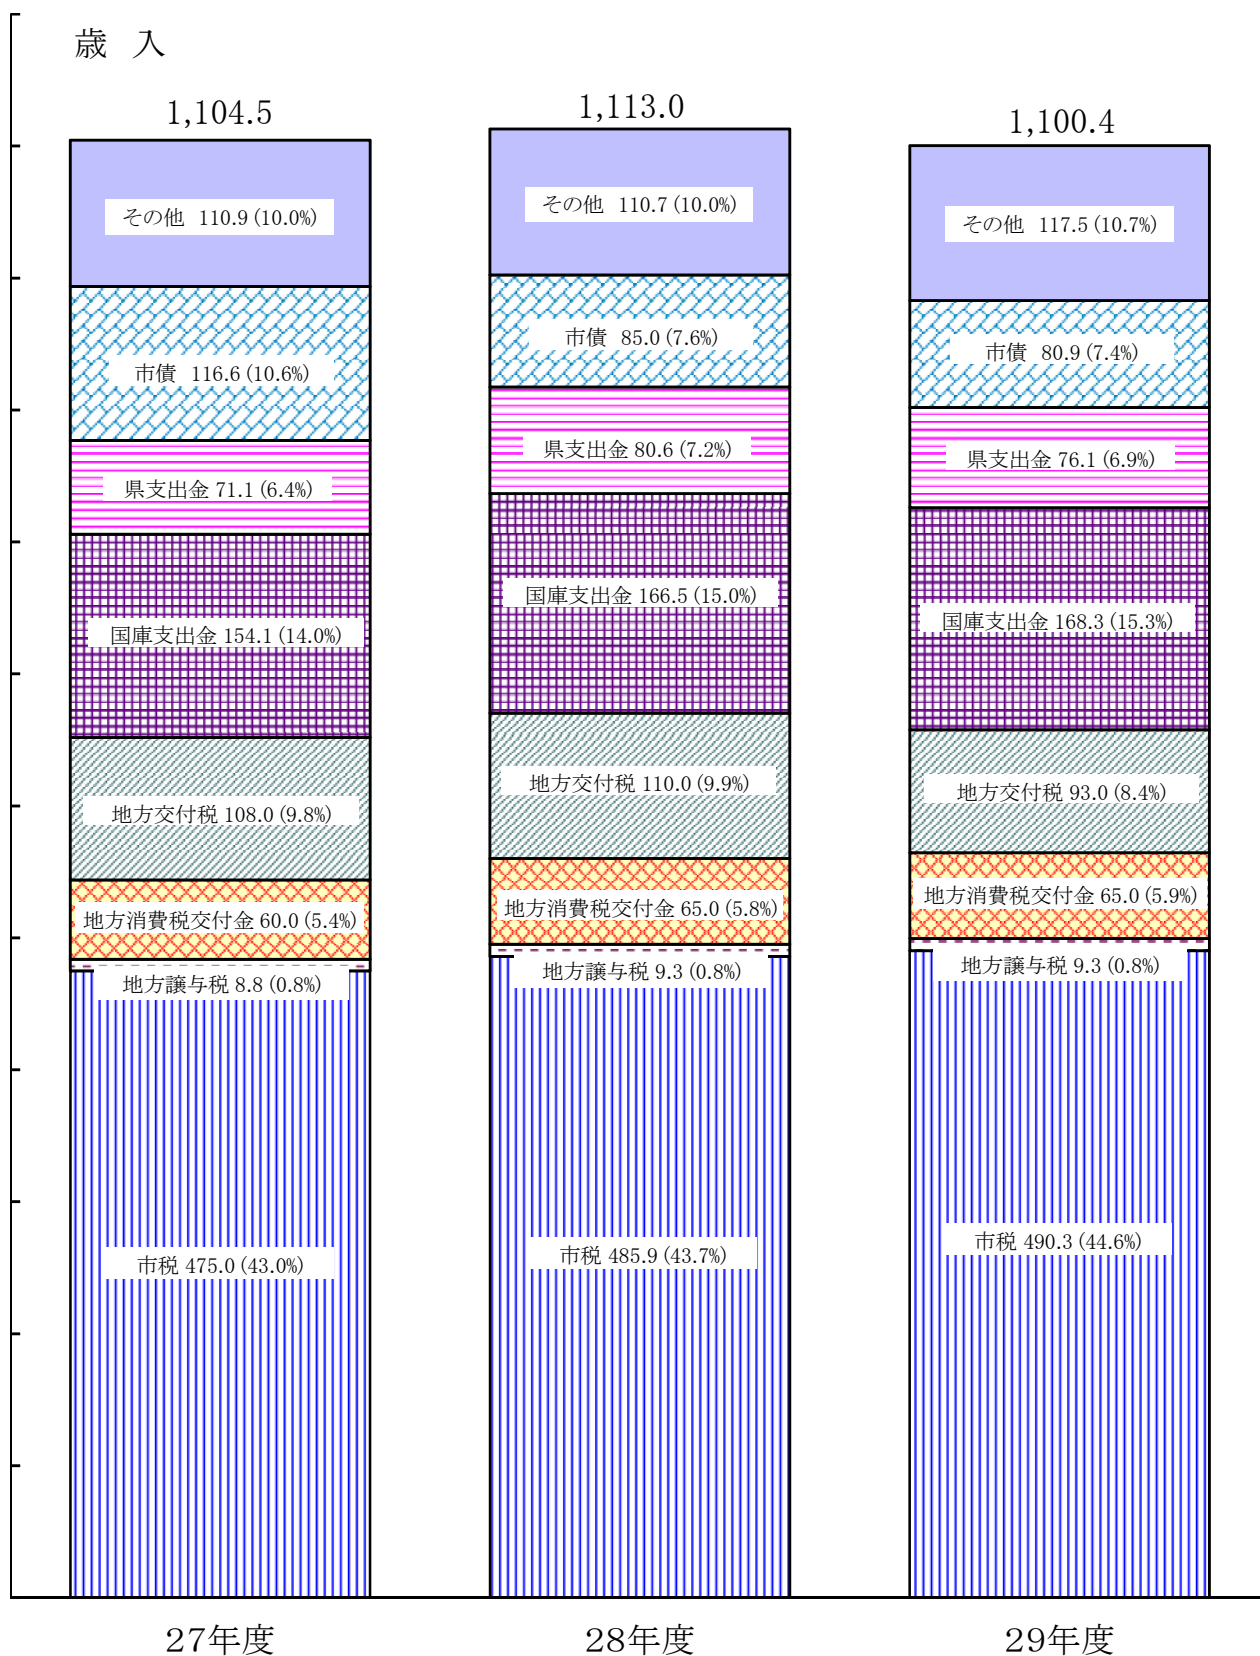 歳 入
1,104.5
その他 110.9 (10.0%)
市債 116.6 (10.6%)
県支出金 71.1 (6.4%)
国庫支出金 154.1 (14.0%)
地方交付税 108.0 (9.8%)
地方消費税交付金 60.0 (5.4%)
地方譲与税 8.8 (0.8%)
市税 475.0 (43.0%)
27年度
1,113.0
その他 110.7 (10.0%)
市債 85.0 (7.6%)
県支出金 80.6 (7.2%)
国庫支出金 166.5 (15.0%)
地方交付税 110.0 (9.9%)
地方消費税交付金 65.0 (5.8%)
地方譲与税 9.3 (0.8%)
市税 485.9 (43.7%)
28年度
1,100.4
その他 117.5 (10.7%)
市債 80.9 (7.4%)
県支出金 76.1 (6.9%)
国庫支出金 168.3 (15.3%)
地方交付税 93.0 (8.4%)
地方消費税交付金 65.0 (5.9%)
地方譲与税 9.3 (0.8%)
市税 490.3 (44.6%)
29年度